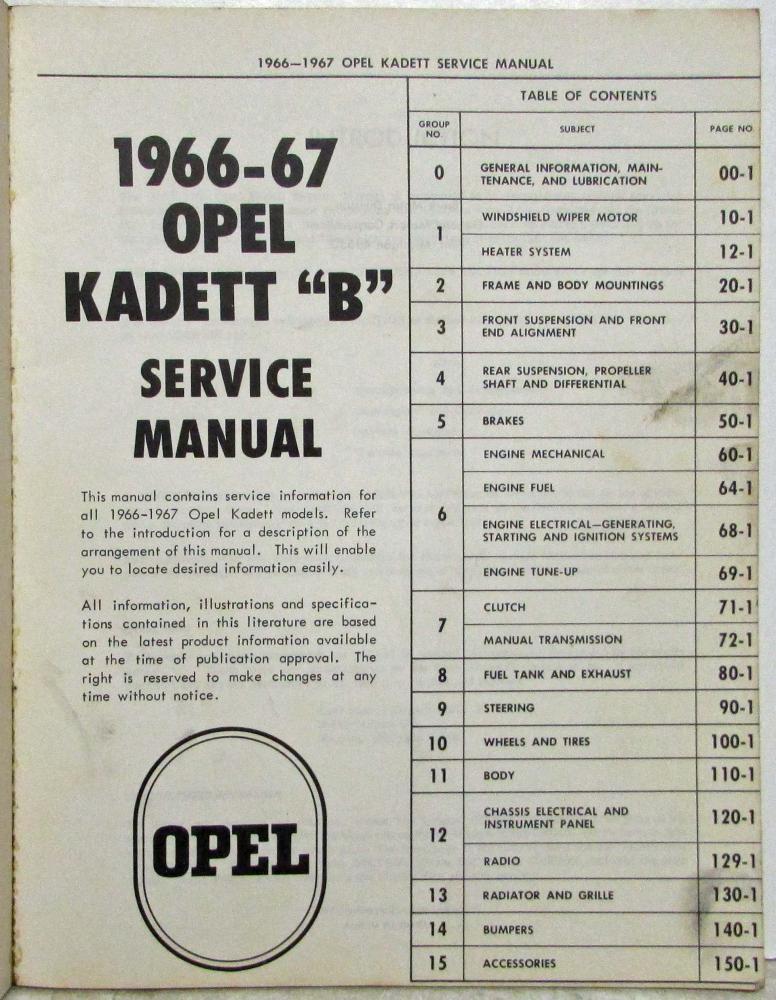 1966—1967 OPEL KADETT SERVICE MANUAL
1966-67
OPEL
KADETT “B”
SERVICE
MANUAL
This manual contains service information for
all 1966-1967 Opel Kadett models. Refer
to the introduction for a description of the
arrangement of this manual. This will enable
you to locate desired information easily.
All information, illustrations and specifica-
tions contained in this literature are based
on the latest product information available
at the time of publication approval. The
right is reserved to make changes at any
time without notice.
OPEL
TABLE OF CONTENTS
GROUP NO. SUBJECT PAGE NO.
0 GENERAL INFORMATION, MAIN-
TENANCE, AND LUBRICATION 00-1
1 WINDSHIELD WIPER MOTOR 10-1
HEATER SYSTEM 12-1
2 FRAME AND BODY MOUNTINGS 20-1
3 FRONT SUSPENSION AND FRONT
END ALIGNMENT 30-1
4 REAR SUSPENSION, PROPELLER
SHAFT AND DIFFERENTIAL 40-1
5 BRAKES 50-1
6 ENGINE MECHANICAL 60-1
ENGINE FUEL 64-1
ENGINE ELECTRICAL—GENERATING,
STARTING AND IGNITION SYSTEMS 68-1
ENGINE TUNE-UP 69-1
7 CLUTCH 71-1
MANUAL TRANSMISSION 72-1
8 FUEL TANK AND EXHAUST 80-1
9 STEERING 90-1
10 WHEELS AND TIRES 100-1
11 BODY 110-1
12 CHASSIS ELECTRICAL AND
INSTRUMENT PANEL 120-1
RADIO 129-1
13 RADIATOR AND GRILLE 130-1
14 BUMPERS 140-1
15 ACCESSORIES 150-1